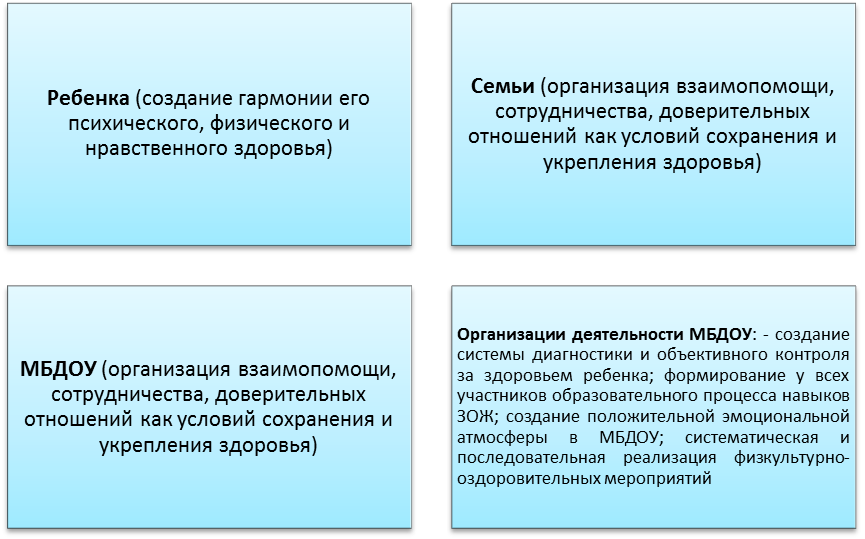 Ребенка (создание гармонии его
психического, физического и
нравственного здоровья)
Семьи (организация взаимопомощи,
сотрудничества, доверительных
отношений как условий сохранения и
укрепления здоровья)
МБДОУ (организация взаимопомощи,
сотрудничества, доверительных
отношений как условий сохранения и
укрепления здоровья)
Организации деятельности МБДОУ: - создание
системы диагностики и объективного контроля
за здоровьем ребенка; формирование у всех
участников образовательного процесса навыков
ЗОЖ; создание положительной эмоциональной
атмосферы в МБДОУ; систематическая и
последовательная реализация физкультурно-
оздоровительных мероприятий